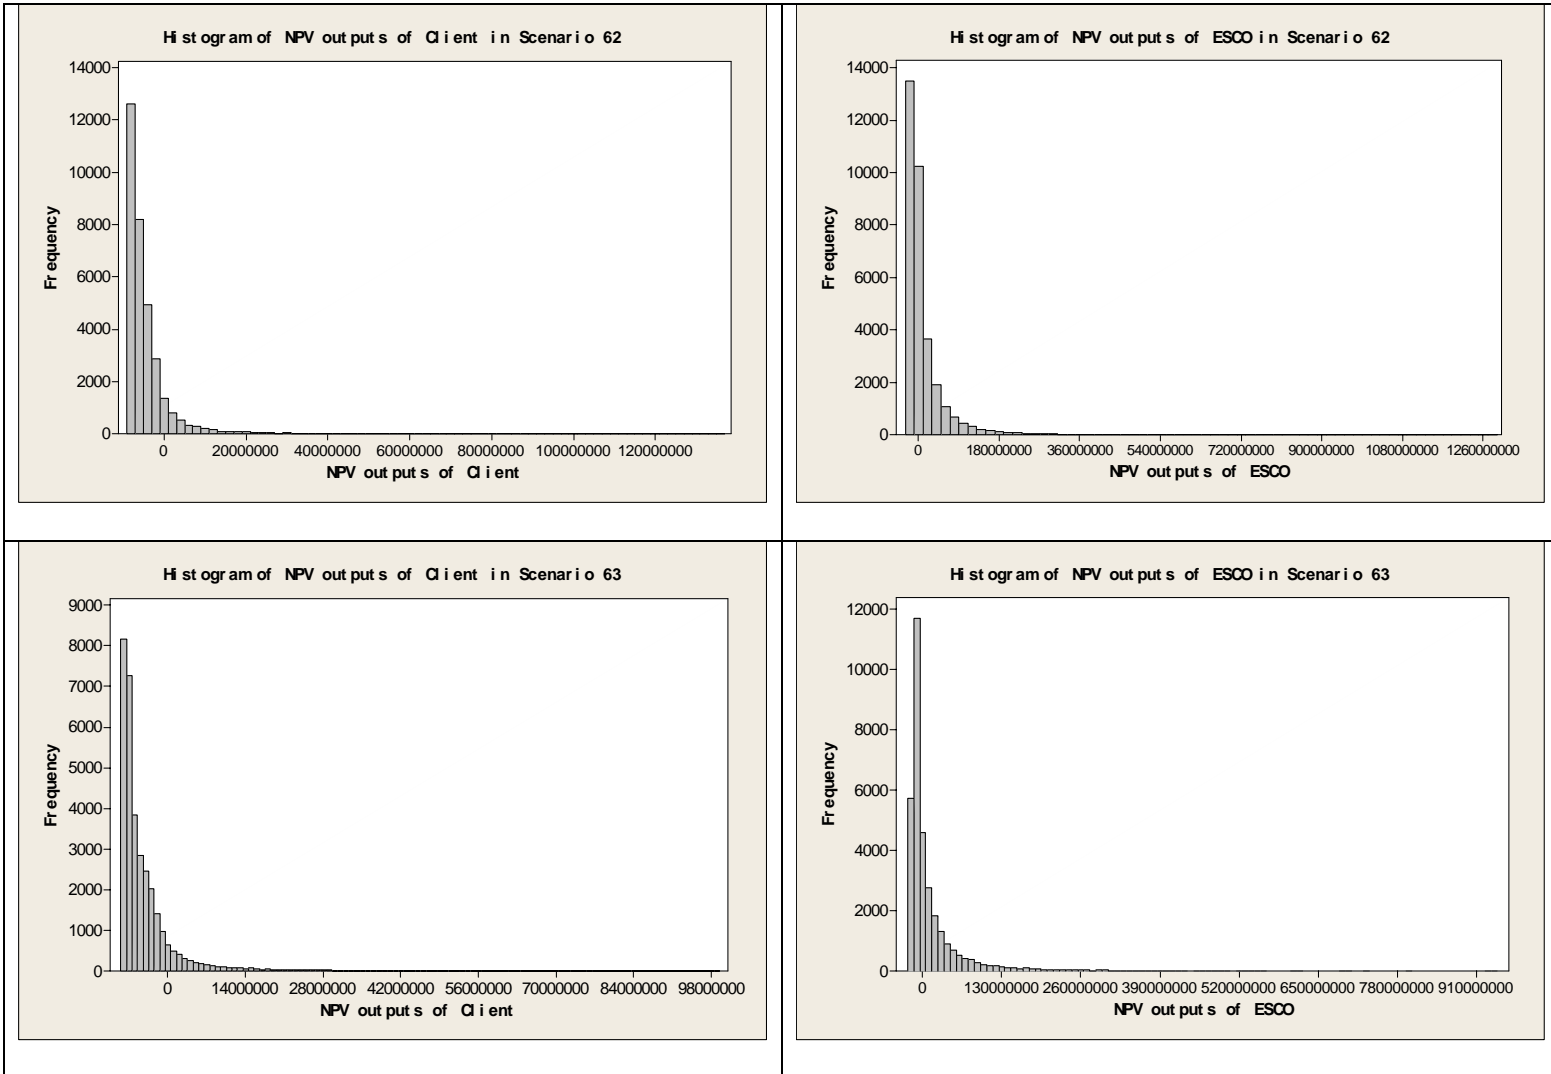 Histogram of NPV outputs of Client in Scenario 62
14000
12000
10000
8000
6000
4000
2000
0
Frequency
0 20000000 40000000 60000000 80000000 100000000 120000000
NPV outputs of Client
Histogram of NPV outputs of ESCO in Scenario 62
14000
12000
10000
8000
6000
4000
2000
0
Frequency
0 180000000 360000000 540000000 720000000 900000000 1080000000 1260000000
NPV outputs of ESCO
Histogram of NPV outputs of Client in Scenario 63
9000
8000
7000
6000
5000
4000
3000
2000
1000
0
Frequency
0 14000000 28000000 42000000 56000000 70000000 84000000 98000000
NPV outputs of Client
Histogram of NPV outputs of ESCO in Scenario 63
12000
10000
8000
6000
4000
2000
0
Frequency
0 130000000 260000000 390000000 520000000 650000000 780000000 910000000
NPV outputs of ESCO